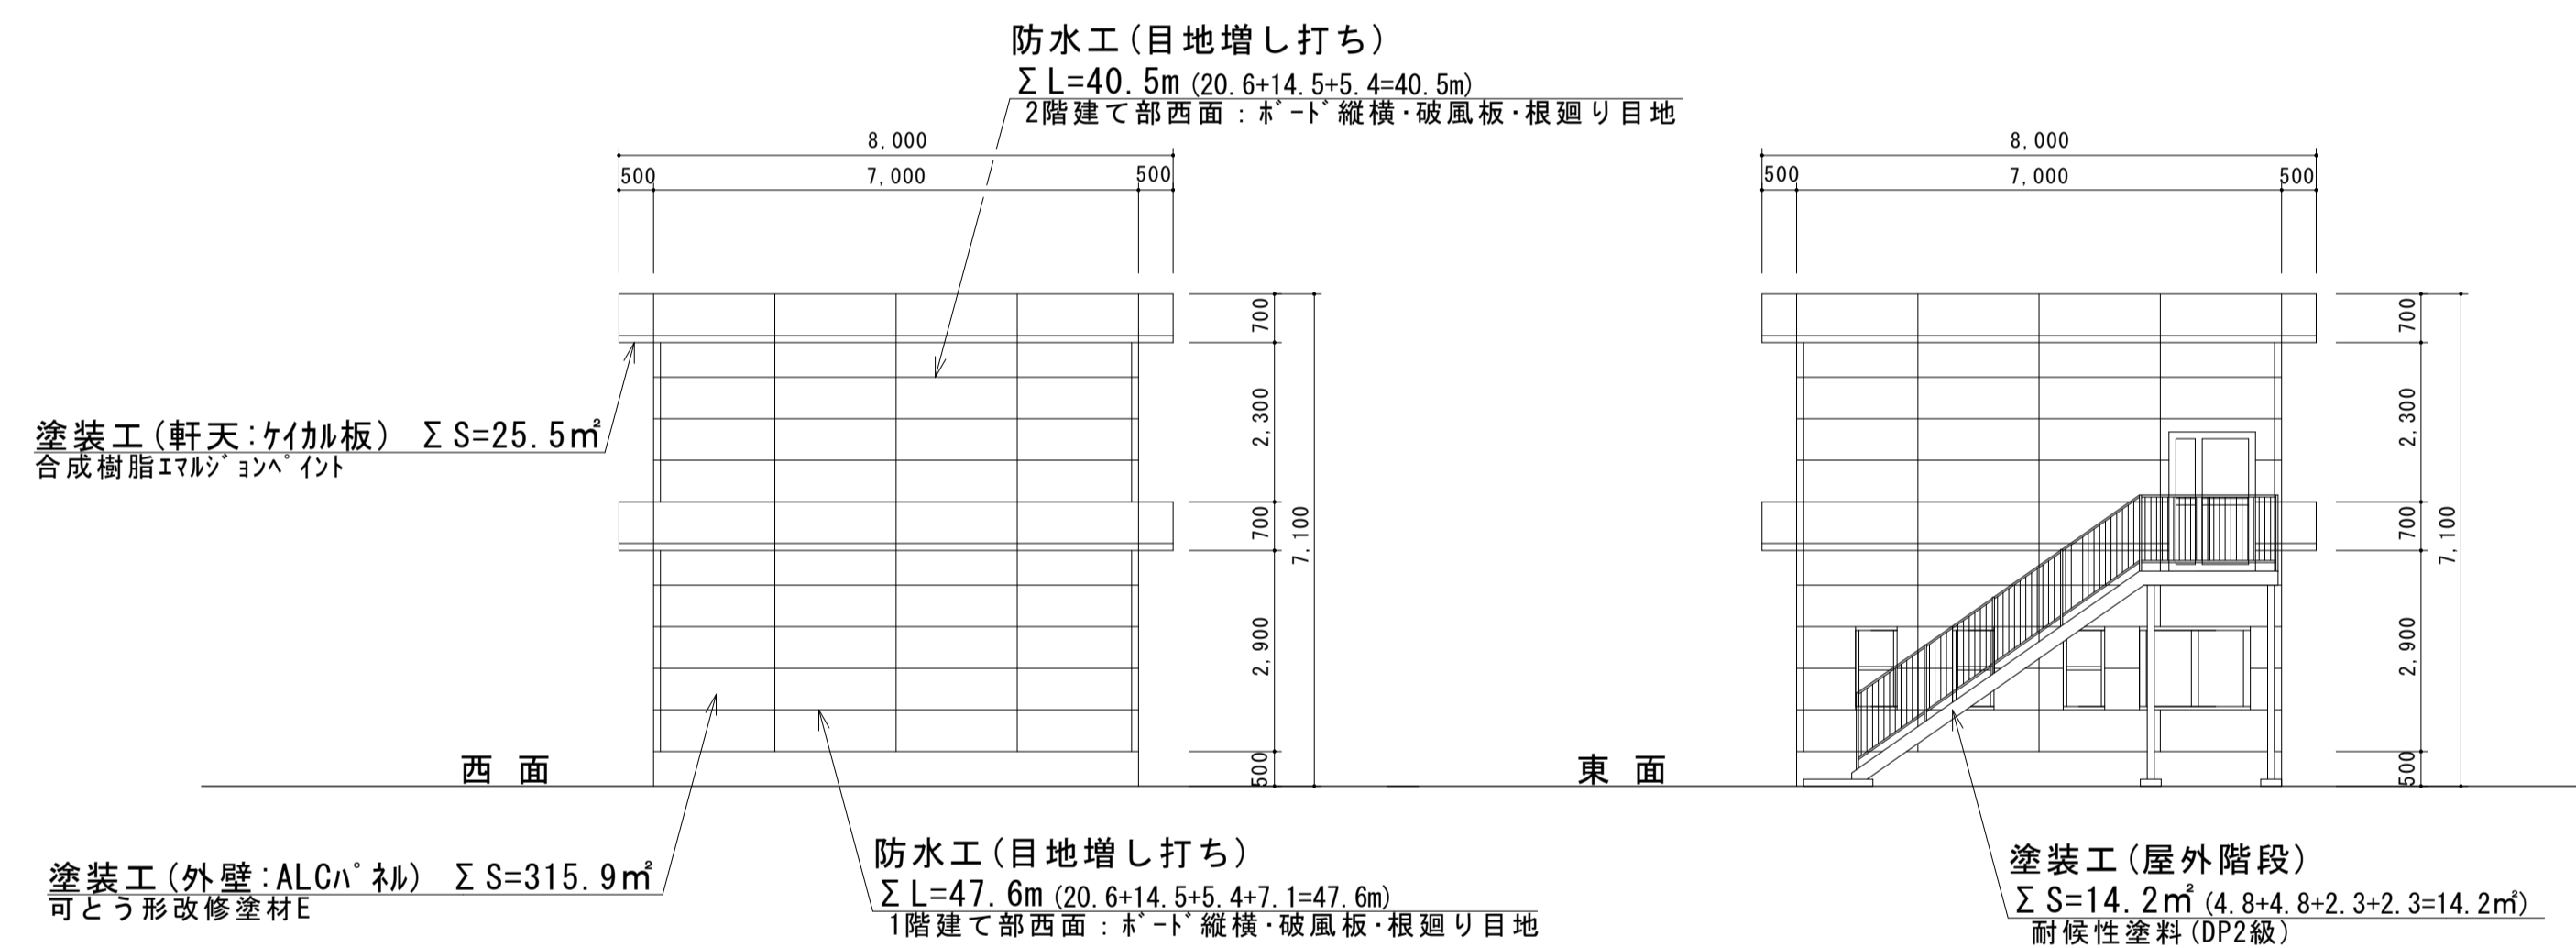 防水工(目地増し打ち)
ΣL=40.5m (20.6+14.5+5.4=40.5m)
2階建て部西面：ﾎﾞｰﾄﾞ縦横・破風板・根廻り目地
8,000
500 7,000 500
8,000
500 7,000 500
700
2,300
700
2,900
500
7,100
700
2,300
700
2,900
500
7,100
塗装工(軒天:ｹｲｶﾙ板) ΣS=25.5㎡
合成樹脂ｴﾏﾙｼﾞｮﾝﾍﾟｲﾝﾄ
西 面
東 面
塗装工(外壁:ALCﾊﾟﾈﾙ) ΣS=315.9㎡
可とう形改修塗材E
防水工(目地増し打ち)
ΣL=47.6m (20.6+14.5+5.4+7.1=47.6m)
1階建て部西面：ﾎﾞｰﾄﾞ縦横・破風板・根廻り目地
塗装工(屋外階段)
ΣS=14.2㎡ (4.8+4.8+2.3+2.3=14.2㎡)
耐候性塗料(DP2級)